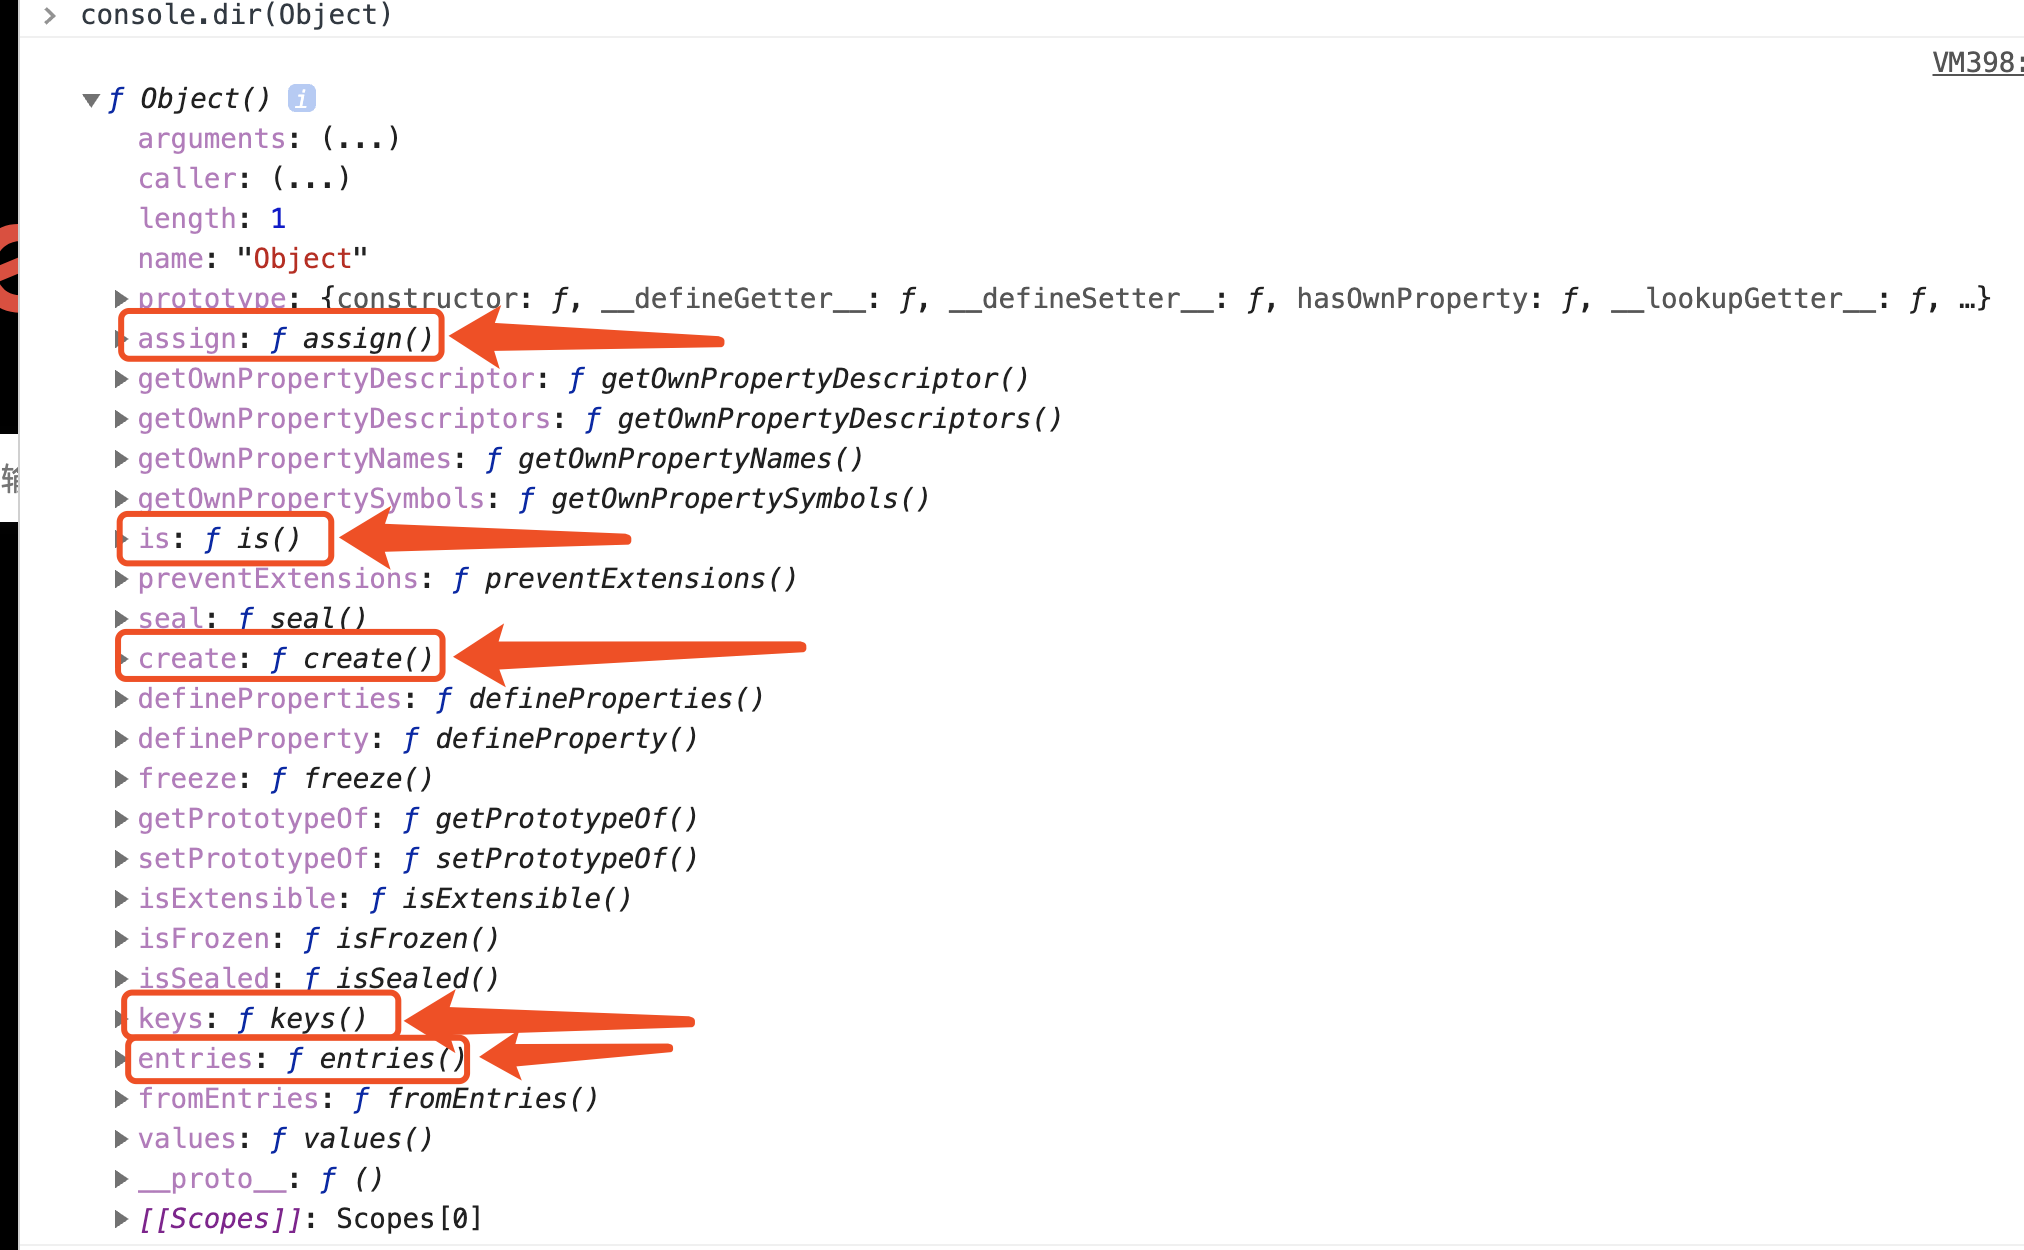 > console.dir(Object)
VM398:
▼ƒ Object() i
arguments: (...)
caller: (...)
length: 1
name: "Object"
▶prototype: {constructor: ƒ, __defineGetter__: ƒ, __defineSetter__: ƒ, hasOwnProperty: ƒ, __lookupGetter__: ƒ, …}
▶assign: ƒ assign()
▶getOwnPropertyDescriptor: ƒ getOwnPropertyDescriptor()
▶getOwnPropertyDescriptors: ƒ getOwnPropertyDescriptors()
▶getOwnPropertyNames: ƒ getOwnPropertyNames()
▶getOwnPropertySymbols: ƒ getOwnPropertySymbols()
▶is: ƒ is()
▶preventExtensions: ƒ preventExtensions()
▶seal: ƒ seal()
▶create: ƒ create()
▶defineProperties: ƒ defineProperties()
▶defineProperty: ƒ defineProperty()
▶freeze: ƒ freeze()
▶getPrototypeOf: ƒ getPrototypeOf()
▶setPrototypeOf: ƒ setPrototypeOf()
▶isExtensible: ƒ isExtensible()
▶isFrozen: ƒ isFrozen()
▶isSealed: ƒ isSealed()
▶keys: ƒ keys()
▶entries: ƒ entries()
▶fromEntries: ƒ fromEntries()
▶values: ƒ values()
▶__proto__: ƒ ()
▶[[Scopes]]: Scopes[0]